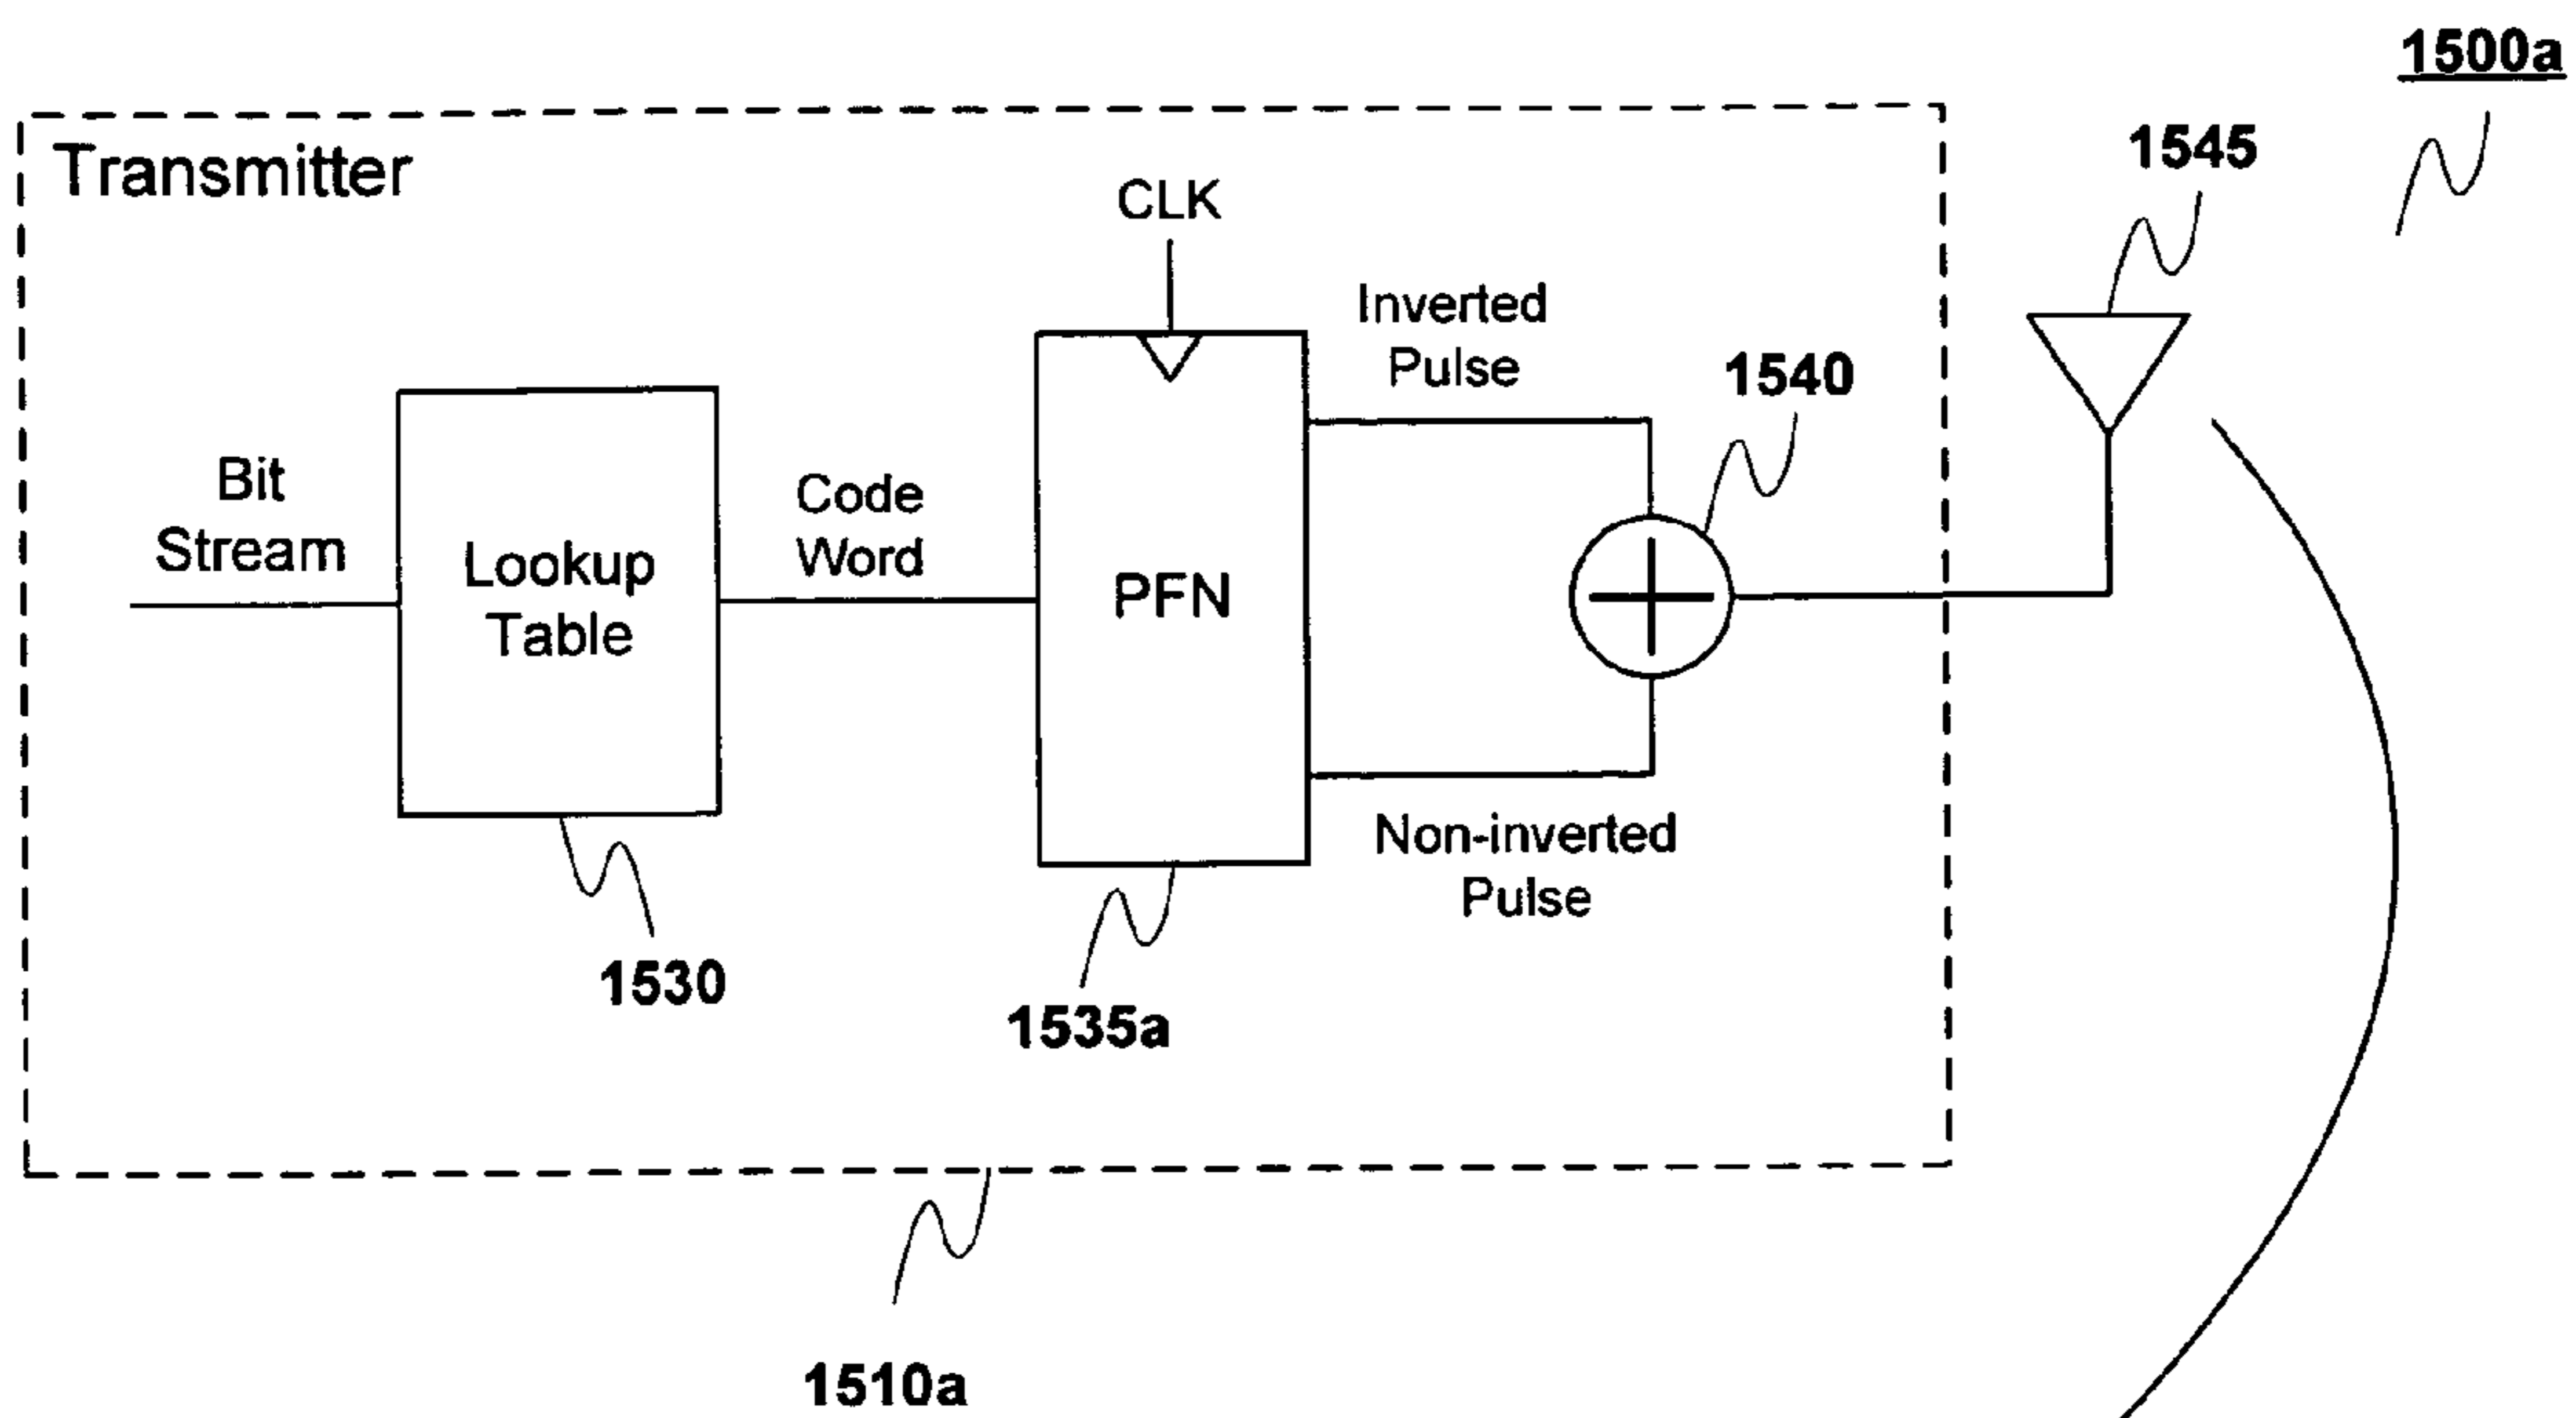 1500a
1545
Transmitter
CLK
Inverted
Pulse
1540
Bit
Stream
Lookup
Table
Code
Word
PFN
Non-inverted
Pulse
1530
1535a
1510a